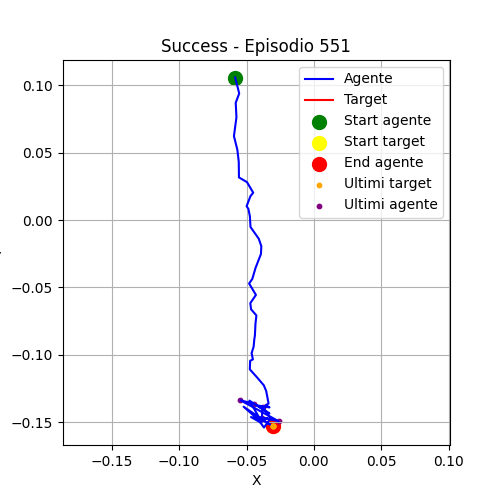 Success - Episodio 551
Agente
Target
Start agente
Start target
End agente
Ultimi target
Ultimi agente
0.10
0.05
0.00
−0.05
−0.10
−0.15
−0.15
−0.10
−0.05
0.00
0.05
0.10
X